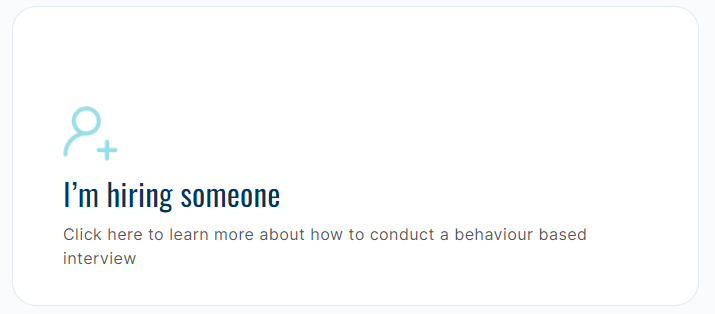 I’m hiring someone
Click here to learn more about how to conduct a behaviour based
interview